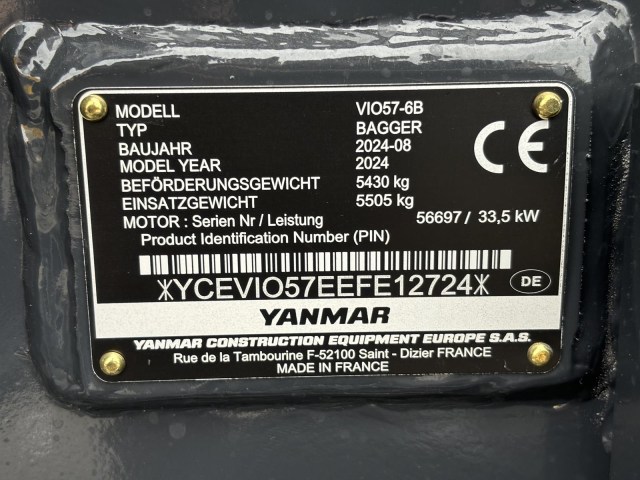 MODELL VIO57-6B
TYP BAGGER
BAUJAHR 2024-08
MODEL YEAR 2024
BEFÖRDERUNGSGEWICHT 5430 kg
EINSATZGEWICHT 5505 kg
MOTOR : Serien Nr / Leistung 56697 / 33,5 kW
Product Identification Number (PIN)
CE
*YCEVIO57EEFE12724*
DE
YANMAR
YANMAR CONSTRUCTION EQUIPMENT EUROPE S.A.S.
Rue de la Tambourine F-52100 Saint - Dizier FRANCE
MADE IN FRANCE